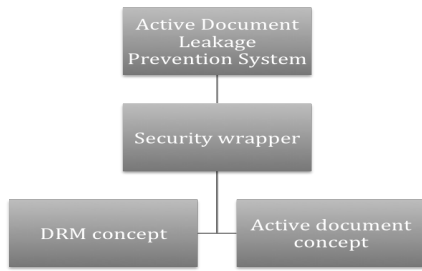 Active Document
Leakage
Prevention System
Security wrapper
DRM concept
Active document
concept